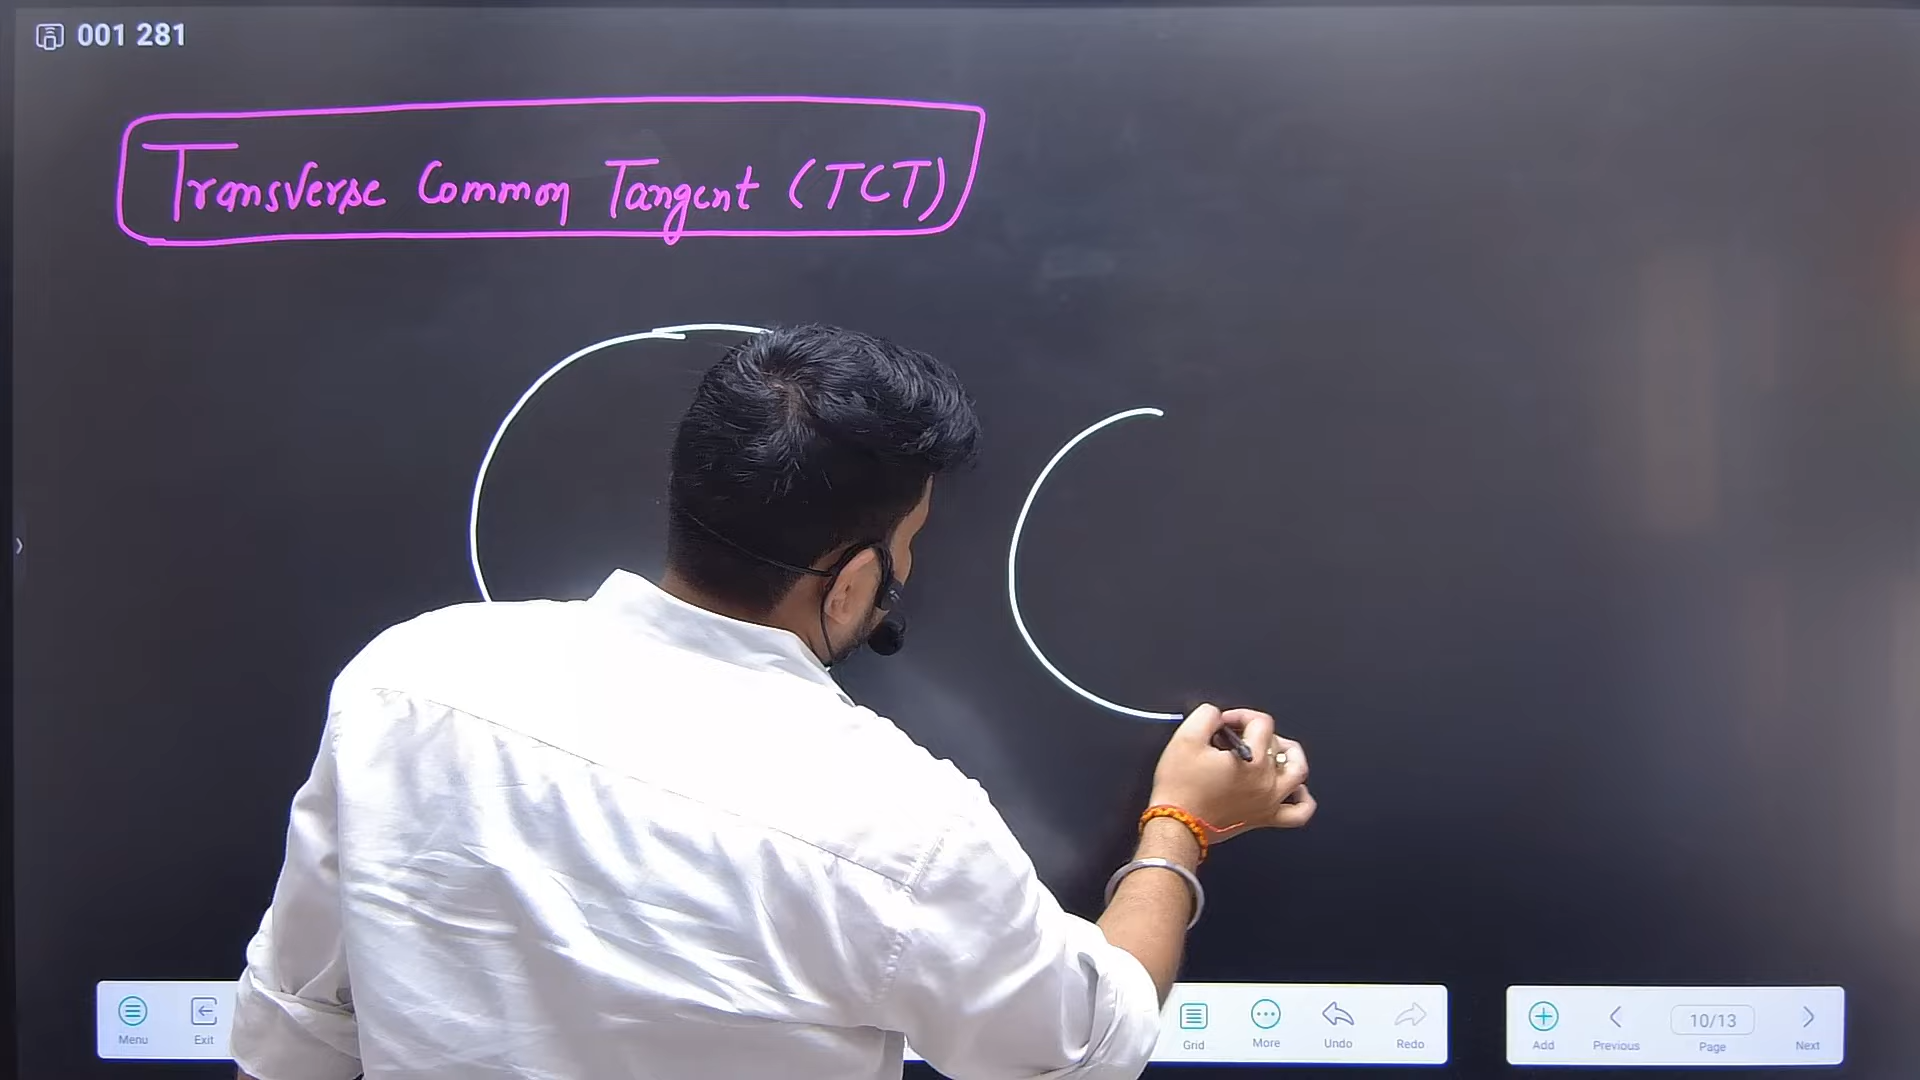 001 281
Transverse Common Tangent (TCT)
Menu
Exit
Grid
More
Undo
Redo
Add
Previous
10/13
Page
Next